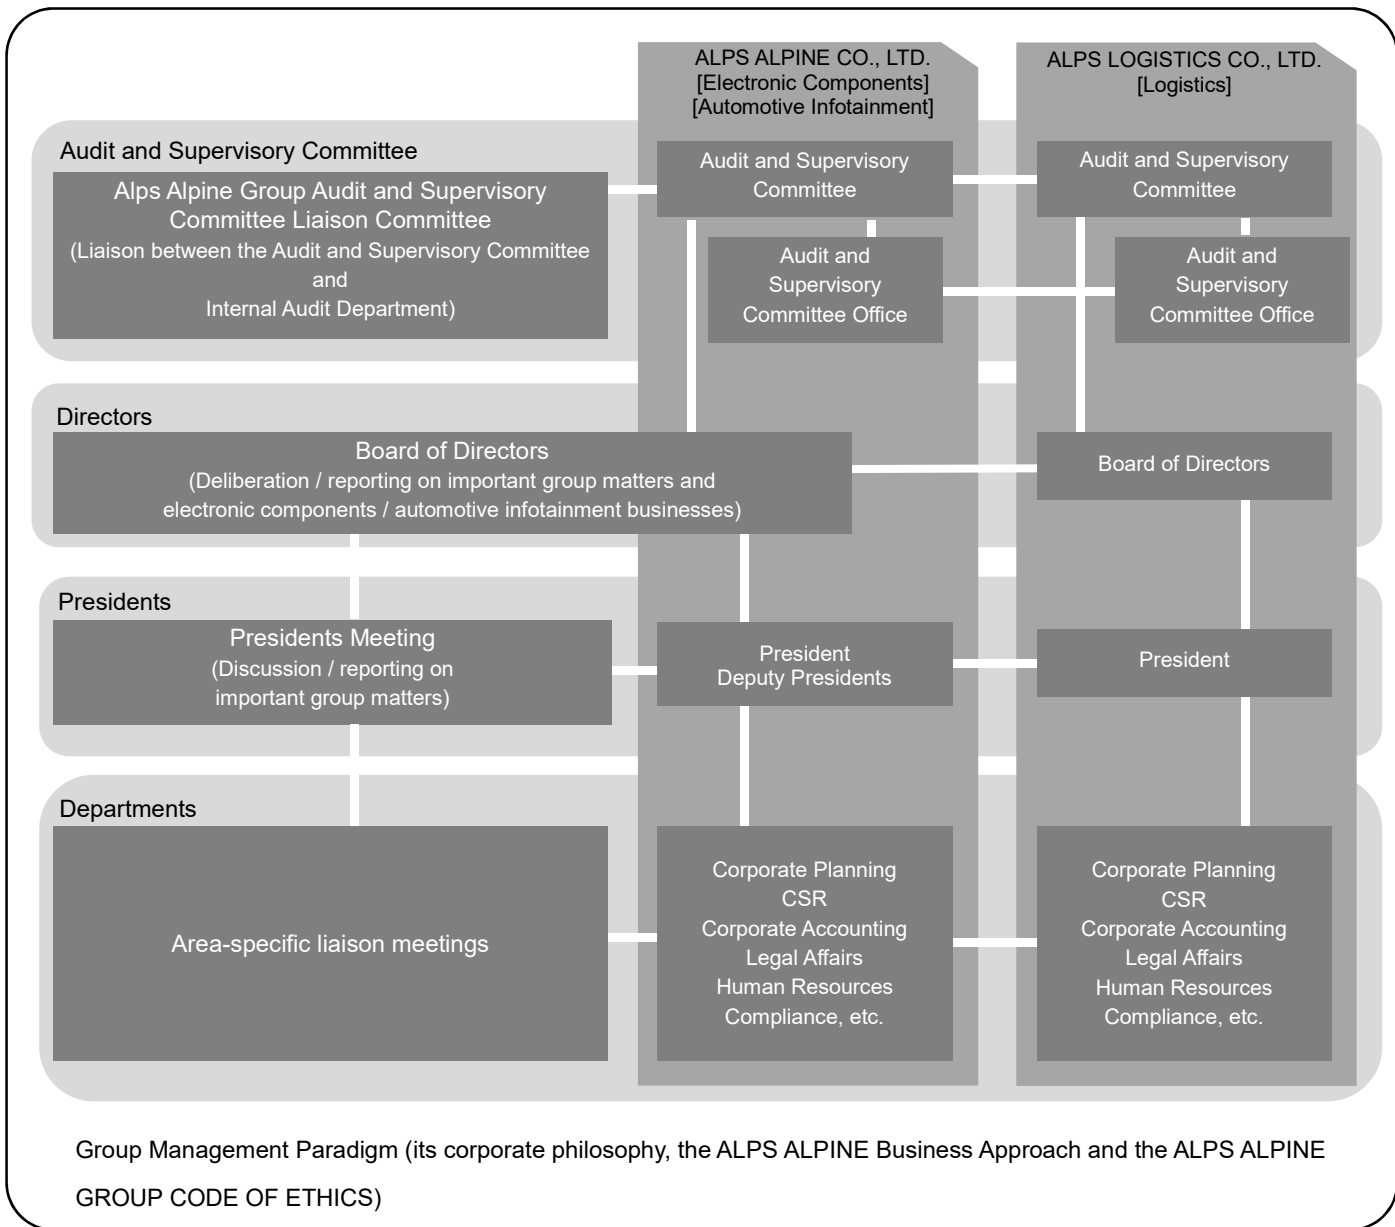 ALPS ALPINE CO., LTD.
[Electronic Components]
[Automotive Infotainment]
ALPS LOGISTICS CO., LTD.
[Logistics]
Audit and Supervisory Committee
Alps Alpine Group Audit and Supervisory
Committee Liaison Committee
(Liaison between the Audit and Supervisory Committee
and
Internal Audit Department)
Audit and Supervisory
Committee
Audit and Supervisory
Committee
Audit and
Supervisory
Committee Office
Audit and
Supervisory
Committee Office
Directors
Board of Directors
(Deliberation / reporting on important group matters and
electronic components / automotive infotainment businesses)
Board of Directors
Presidents
Presidents Meeting
(Discussion / reporting on
important group matters)
President
Deputy Presidents
President
Departments
Area-specific liaison meetings
Corporate Planning
CSR
Corporate Accounting
Legal Affairs
Human Resources
Compliance, etc.
Corporate Planning
CSR
Corporate Accounting
Legal Affairs
Human Resources
Compliance, etc.
Group Management Paradigm (its corporate philosophy, the ALPS ALPINE Business Approach and the ALPS ALPINE
GROUP CODE OF ETHICS)